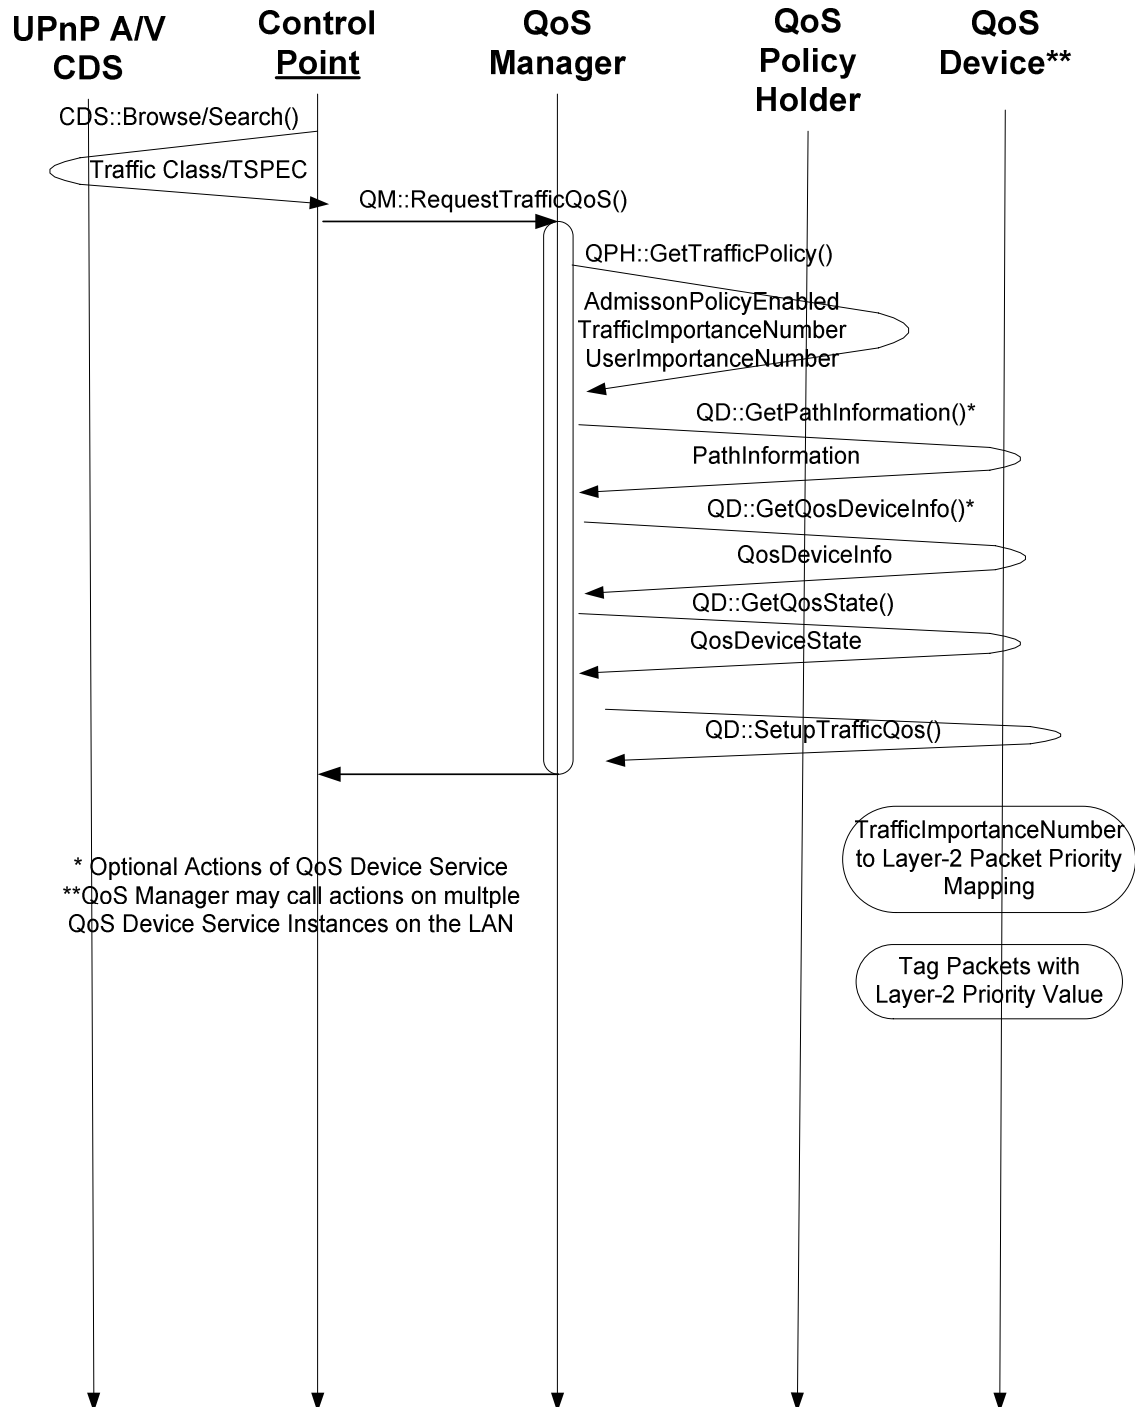 UPnP A/V
CDS
Control
Point
QoS
Manager
QoS
Policy
Holder
QoS
Device**
CDS::Browse/Search()
Traffic Class/TSPEC
QM::RequestTrafficQoS()
QPH::GetTrafficPolicy()
AdmissonPolicyEnabled
TrafficImportanceNumber
UserImportanceNumber
QD::GetPathInformation()*
PathInformation
QD::GetQosDeviceInfo()*
QosDeviceInfo
QD::GetQosState()
QosDeviceState
QD::SetupTrafficQos()
TrafficImportanceNumber
to Layer-2 Packet Priority
Mapping
* Optional Actions of QoS Device Service
**QoS Manager may call actions on multple
QoS Device Service Instances on the LAN
Tag Packets with
Layer-2 Priority Value